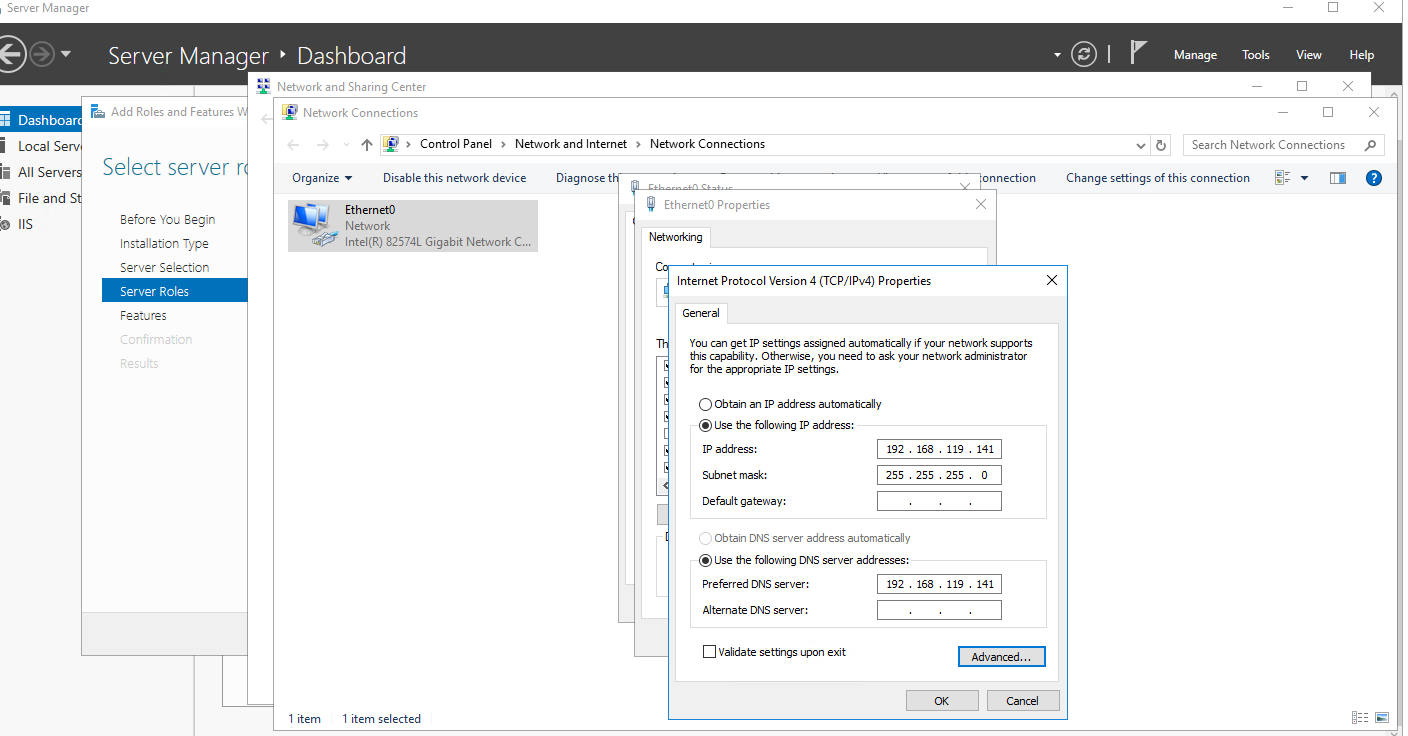 Server Manager
Server Manager Dashboard
Manage Tools View Help
Network and Sharing Center
Dashboard
Local Serve
All Servers
File and St
IIS
Add Roles and Features W
Select server ro
Before You Begin
Installation Type
Server Selection
Server Roles
Features
Confirmation
Results
Network Connections
Control Panel Network and Internet Network Connections
Search Network Connections
Organize Disable this network device Diagnose th connection Change settings of this connection
Ethernet0
Network
Intel(R) 82574L Gigabit Network C...
Ethernet0 Status
Ethernet0 Properties
Networking
Th
Internet Protocol Version 4 (TCP/IPv4) Properties
General
You can get IP settings assigned automatically if your network supports
this capability. Otherwise, you need to ask your network administrator
for the appropriate IP settings.
Obtain an IP address automatically
Use the following IP address:
IP address: 192 . 168 . 119 . 141
Subnet mask: 255 . 255 . 255 . 0
Default gateway: . . .
Obtain DNS server address automatically
Use the following DNS server addresses:
Preferred DNS server: 192 . 168 . 119 . 141
Alternate DNS server: . . .
Validate settings upon exit
Advanced...
OK Cancel
1 item 1 item selected